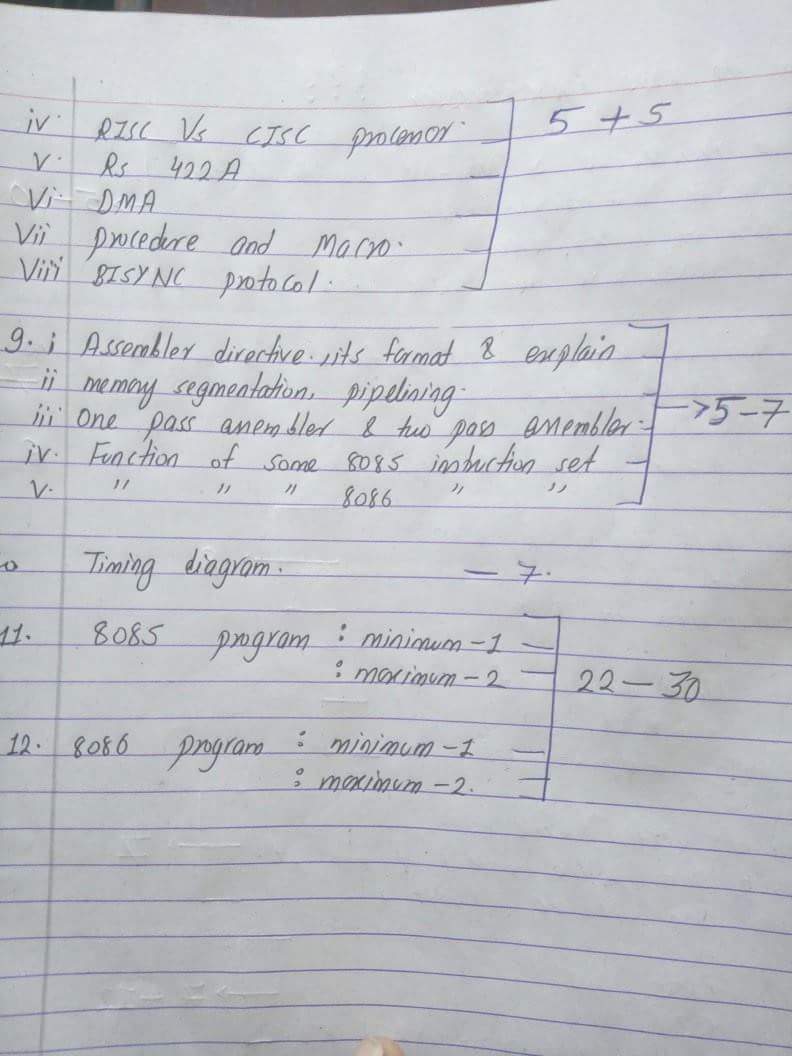 iv. RISC Vs CISC processor. 5 + 5
v. Rs 422A
vi DMA
vii procedure and Macro.
viii BISYNC protocol.
9. i Assembler directive, its format & explain
ii memory segmentation, pipelining.
iii One pass assembler & two pass assembler. → 5-7
iv. Function of some 8085 instruction set
v. " " " 8086 " "
0 Timing diagram. - 7.
11. 8085 program : minimum - 1
: maximum - 2 22 - 30
12. 8086 program : minimum - 1
: maximum - 2.